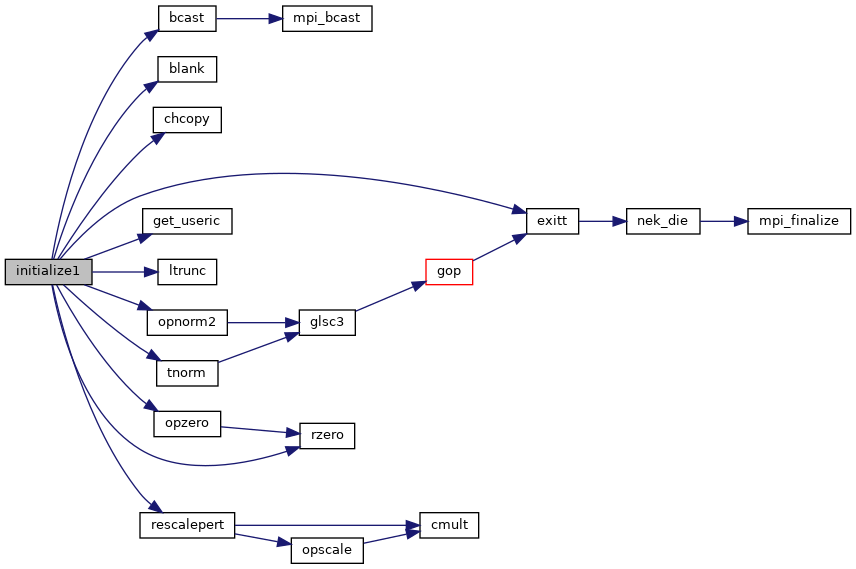 bcast
mpi_bcast
blank
chcopy
get_useric
exitt
nek_die
mpi_finalize
initialize1
ltrunc
gop
opnorm2
glsc3
tnorm
opzero
rzero
rescalepert
cmult
opscale